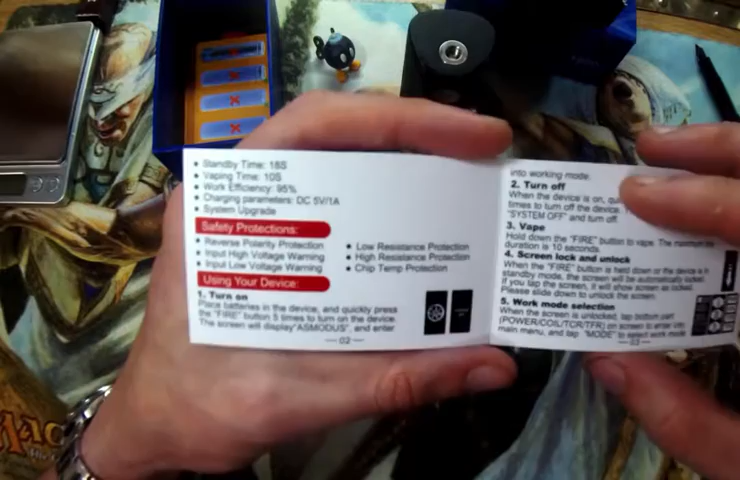 • Standby Time: 18S
• Vaping Time: 10S
• Work Efficiency: 95%
• Charging parameters: DC 5V/1A
• System Upgrade
Safety Protections:
• Reverse Polarity Protection
• Input High Voltage Warning
• Input Low Voltage Warning
• Low Resistance Protection
• High Resistance Protection
• Chip Temp Protection
Using Your Device:
1. Turn on
Place batteries in the device, and quickly press
the "FIRE" button 5 times to turn on the device.
The screen will display"ASMODUS", and enter
— 02 —
into working mode.
2. Turn off
When the device is on,
times to turn off the device.
"SYSTEM OFF" and turn off.
3. Vape
Hold down the "FIRE" button to vape. The maximum
duration is 10 seconds.
4. Screen lock and unlock
When the "FIRE" button is held down or the device is in
standby mode, the screen will be automatically locked.
If you tap the screen, it will show screen is locked.
Please slide down to unlock the screen.
5. Work mode selection
When the screen is unlocked, tap bottom part
(POWER/COIL/TCR/TFR) on screen to enter into
main menu, and tap "MODE" to select work mode
— 03 —